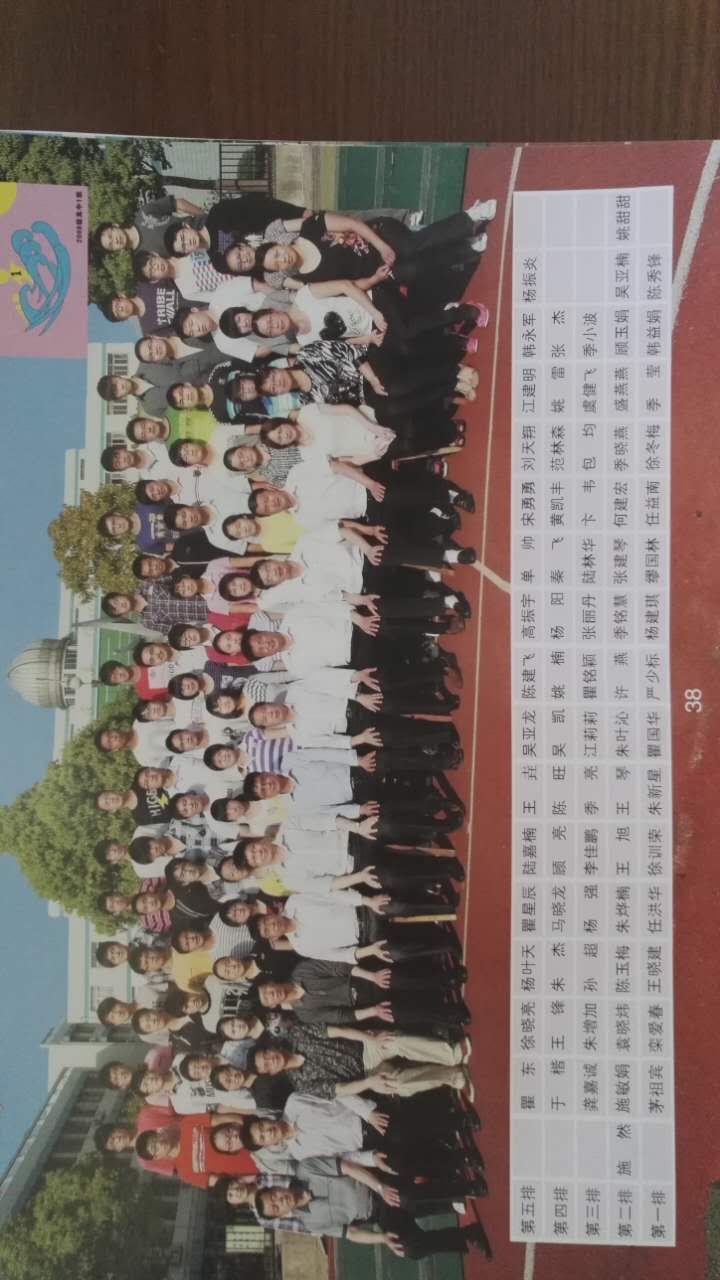 1
2009级高中1班
TRIBE
WALL
第五排 瞿东 徐晓亮 杨叶天 瞿星辰 陆嘉楠 王垚 吴亚龙 陈建飞 高振宇 单帅 宋勇勇 刘天翔 江建明 韩永军 杨振炎
第四排 于楷 王锋 朱杰 马晓龙 顾亮 陈旺 吴凯 姚楠 杨阳 秦飞 黄凯丰 范林森 姚雷 张杰
第三排 龚嘉诚 朱增加 孙超 杨强 李佳鹏 季亮 江莉莉 瞿铭颖 张丽丹 陆林华 卞韦 包均 虞健飞 季小波
第二排 施然 施敏娟 袁晓炜 陈玉梅 朱烨楠 王旭 王琴 朱叶沁 许燕 季铭慧 张建琴 何建宏 季晓燕 盛燕燕 顾玉娟 吴亚楠 姚甜甜
第一排 茅祖宾 栾爱春 王晓建 任洪华 徐训荣 朱新星 瞿国华 严少标 杨建琪 缪国林 任益南 徐冬梅 季莹 韩益娟 陈秀锋
38